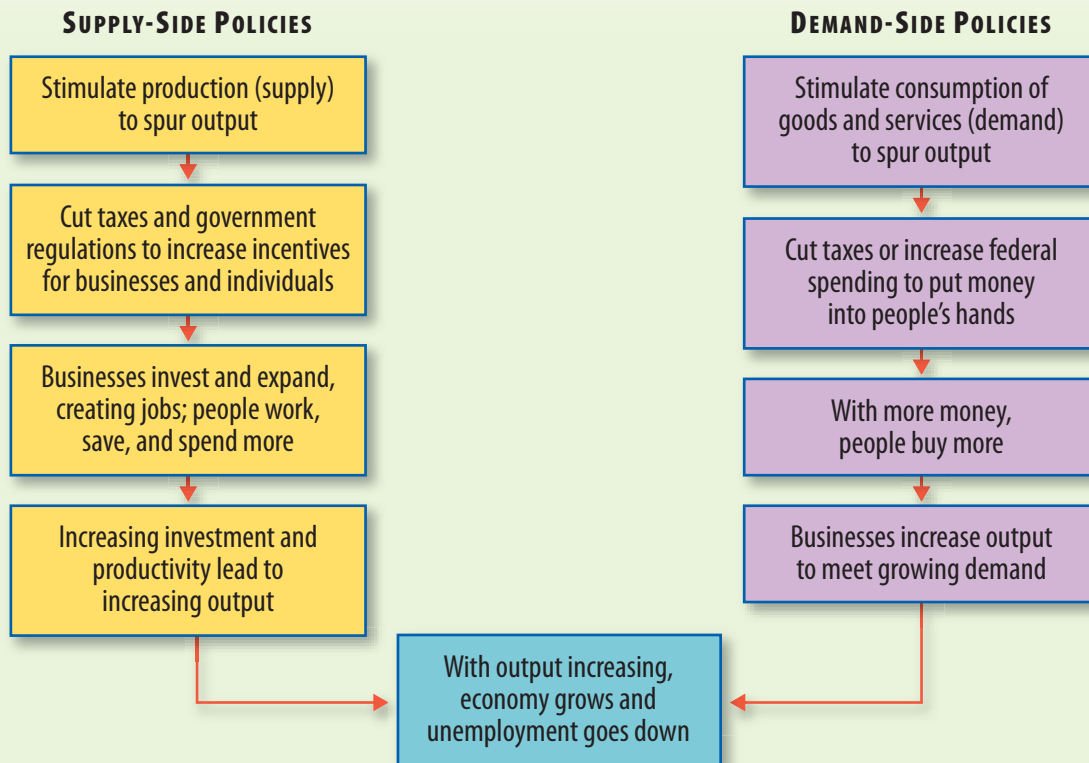 SUPPLY-SIDE POLICIES
Stimulate production (supply)
to spur output
Cut taxes and government
regulations to increase incentives
for businesses and individuals
Businesses invest and expand,
creating jobs; people work,
save, and spend more
Increasing investment and
productivity lead to
increasing output
DEMAND-SIDE POLICIES
Stimulate consumption of
goods and services (demand)
to spur output
Cut taxes or increase federal
spending to put money
into people’s hands
With more money,
people buy more
Businesses increase output
to meet growing demand
With output increasing,
economy grows and
unemployment goes down